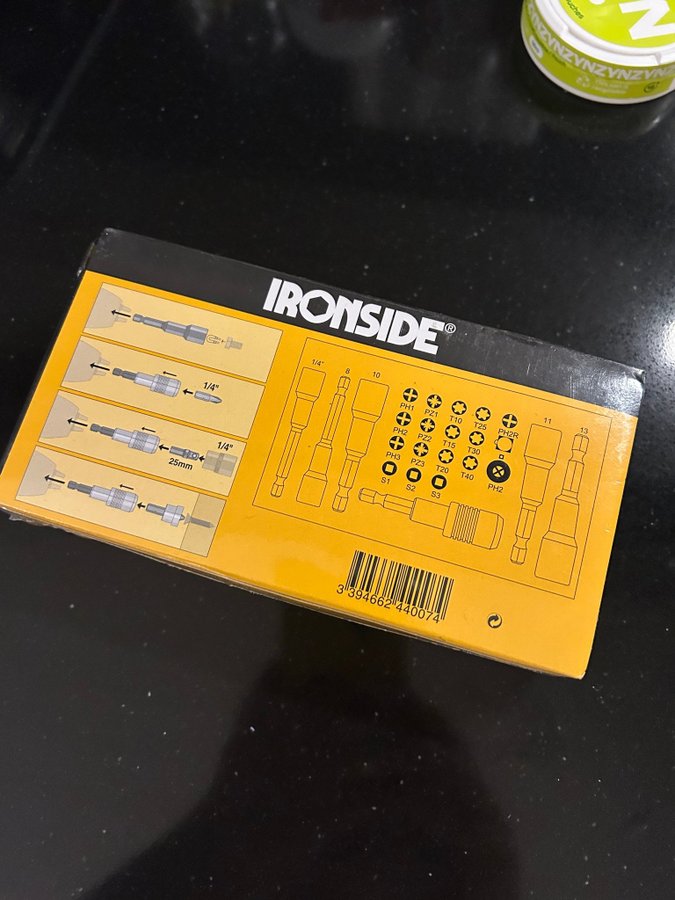 ZYNZYNZYNZYN
IRONSIDE®
1/4"
1/4"
25mm
1/4"
8
10
PH1
PZ1
T10
T25
PH2R
PH2
PZ2
T15
T30
PH3
PZ3
T20
T40
PH2
S1
S2
S3
11
13
3 394662 440074